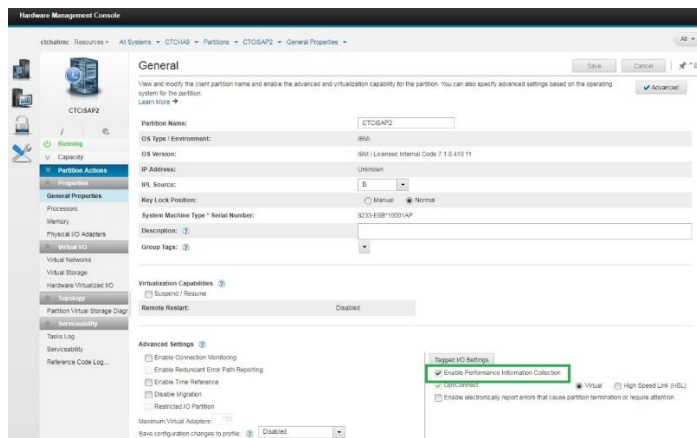 Hardware Management Console
ctchahmc Resources All Systems CTCHA9 Partitions CTCISAP2 General Properties
All
General
Save Cancel
View and modify the client partition name and enable the advanced and virtualization capability for the partition. You can also specify advanced settings based on the operating
system for the partition.
Learn More
Advanced
CTCISAP2
Running
Capacity
Partition Actions
Properties
General Properties
Processors
Memory
Physical I/O Adapters
Virtual I/O
Virtual Networks
Virtual Storage
Hardware Virtualized I/O
Topology
Partition Virtual Storage Diagr
Serviceability
Tasks Log
Serviceability
Reference Code Log...
Partition Name: CTCISAP2
OS Type / Environment: IBMi
OS Version: IBM i Licensed Internal Code 7.1.0 410 11
IP Address: Unknown
IPL Source: B
Key Lock Position: Manual Normal
System Machine Type * Serial Number: 9233-E8B*10001AP
Description:
Group Tags:
Virtualization Capabilities
Suspend / Resume
Remote Restart: Disabled
Advanced Settings
Enable Connection Monitoring
Enable Redundant Error Path Reporting
Enable Time Reference
Disable Migration
Restricted IO Partition
Maximum Virtual Adapters:
Save configuration changes to profile: Disabled
Tagged I/O Settings
Enable Performance Information Collection
OptiConnect Virtual High Speed Link (HSL)
Enable electronically report errors that cause partition termination or require attention